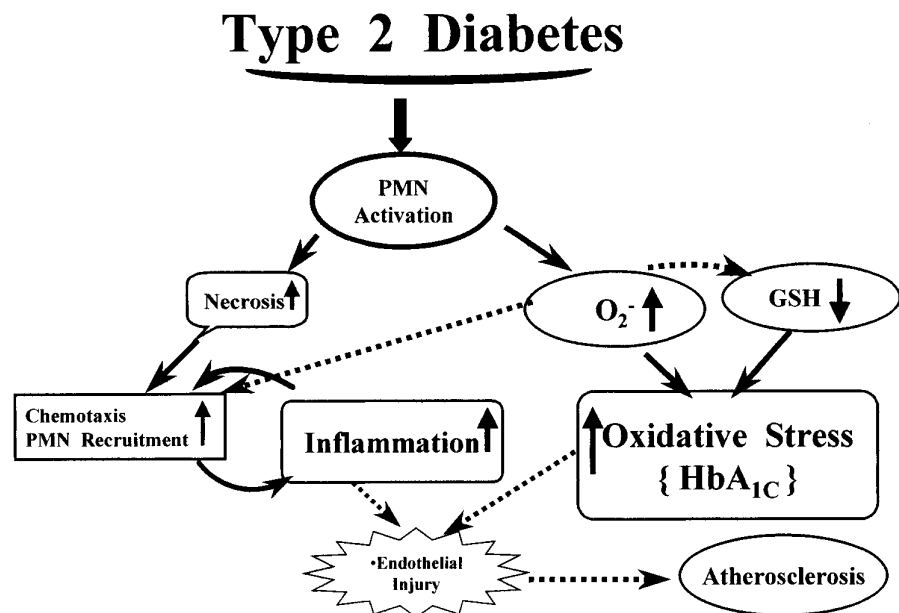 Type 2 Diabetes
PMN
Activation
Necrosis
O₂⁻
GSH
Chemotaxis
PMN Recruitment
Inflammation
Oxidative Stress
{ HbA₁C }
•Endothelial
Injury
Atherosclerosis